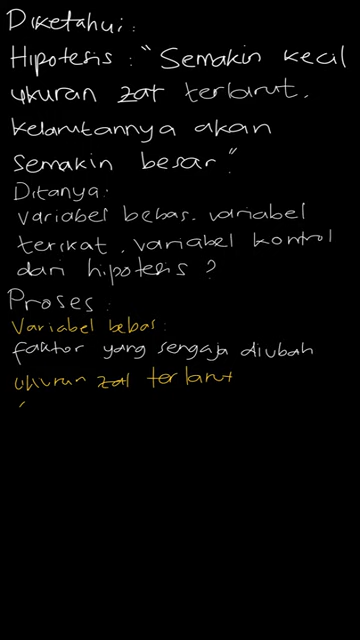 Diketahui:
Hipotesis: "Semakin kecil
ukuran zat terlarut.
kelarutannya akan
semakin besar"
Ditanya:
variabel bebas. variabel
terikat, variabel kontrol
dari hipotesis?
Proses:
Variabel bebas:
faktor yang sengaja diubah
ukuran zat terlarut